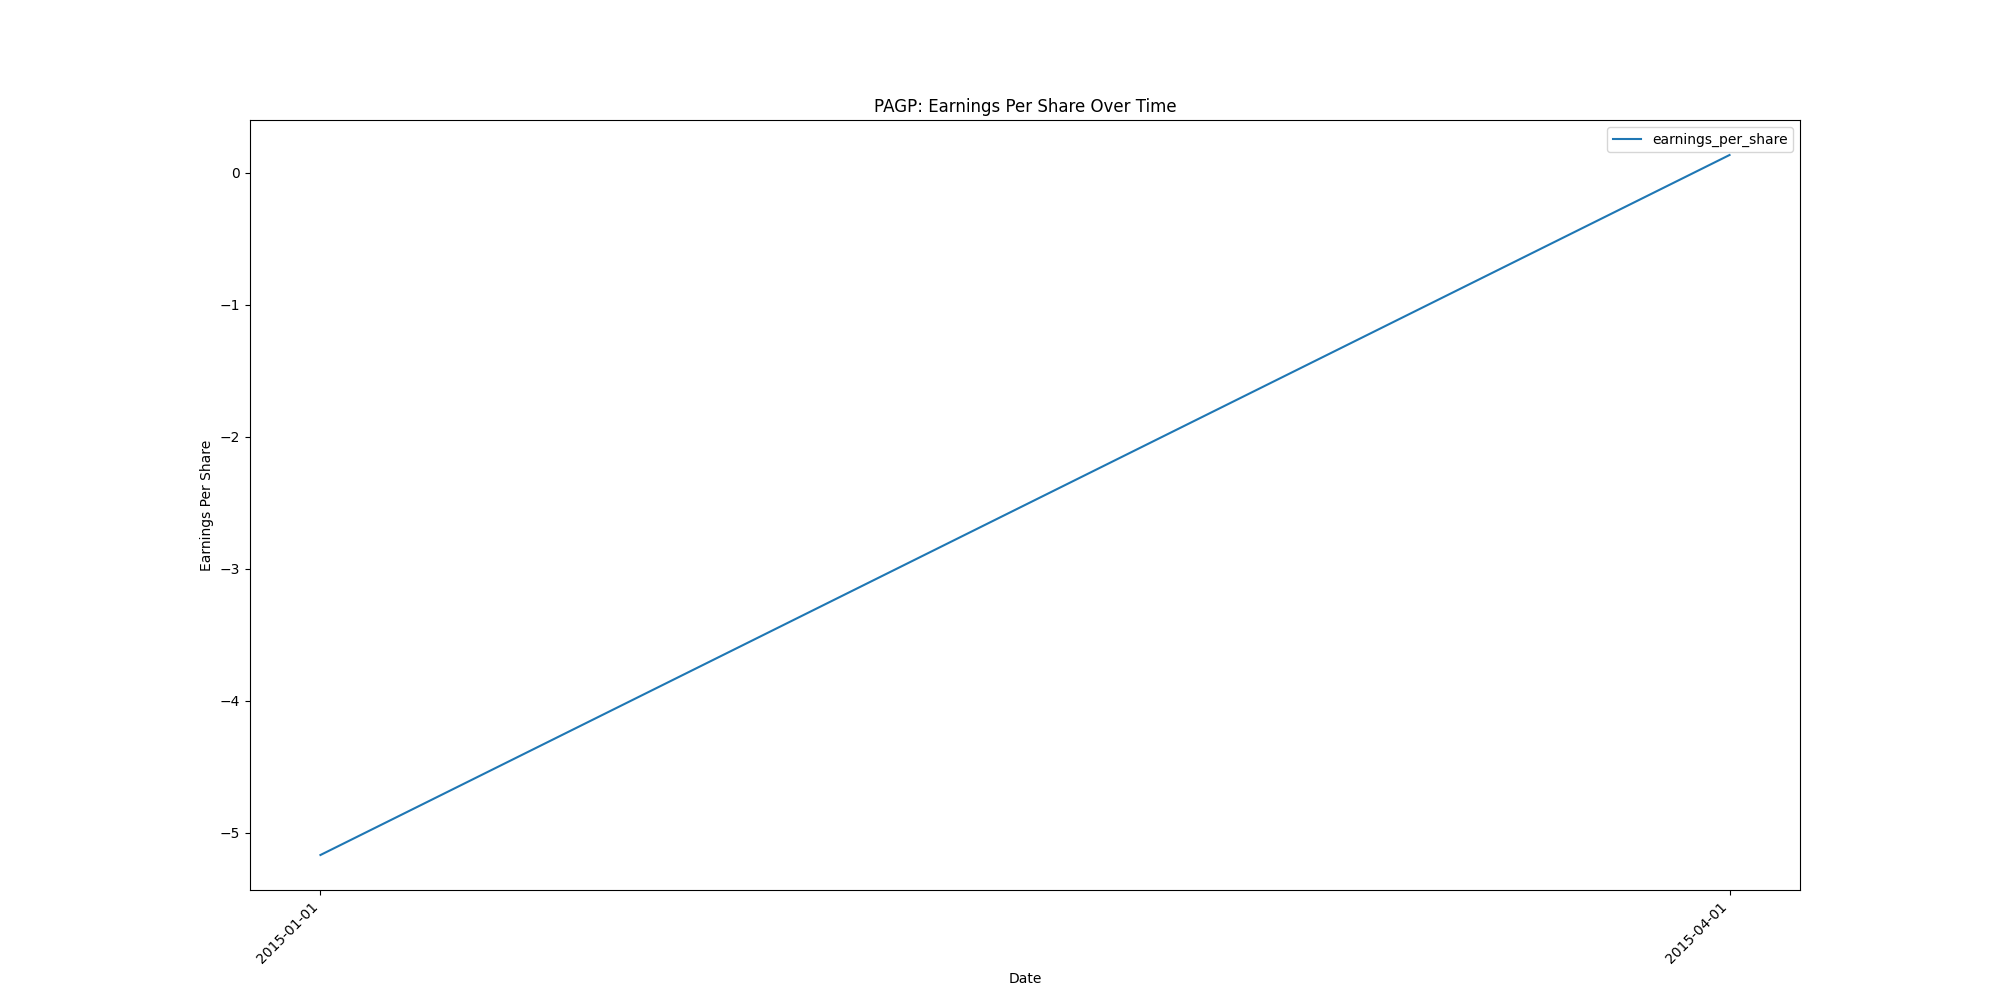 PAGP: Earnings Per Share Over Time
earnings_per_share
0
−1
−2
−3
−4
−5
Earnings Per Share
2015-01-01
2015-04-01
Date